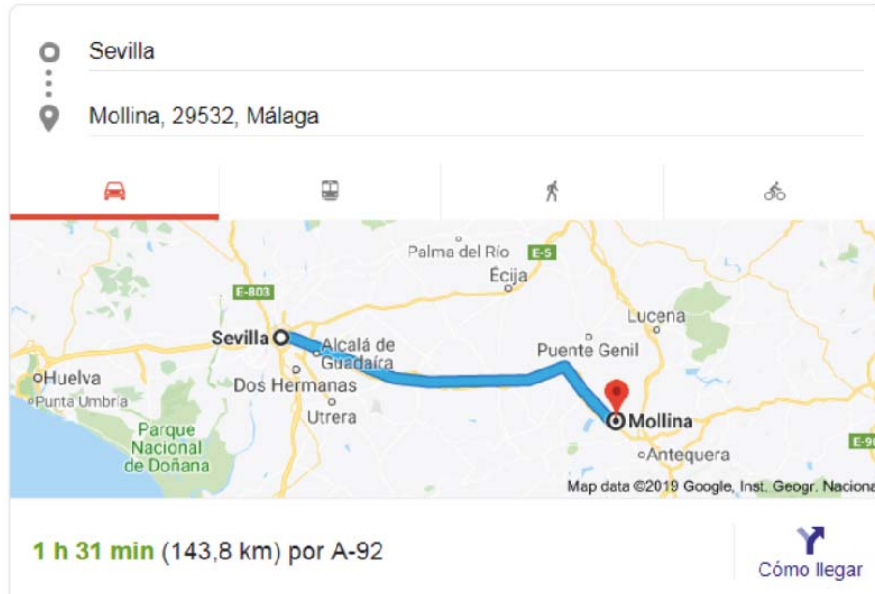 Sevilla
Mollina, 29532, Málaga
Palma del Río
E-5
Écija
E-803
Lucena
Sevilla
Alcalá de
Guadaíra
Puente Genil
Huelva
Dos Hermanas
Punta Umbría
Utrera
Mollina
Parque
Nacional
de Doñana
E-90
Antequera
Map data ©2019 Google, Inst. Geogr. Naciona
1 h 31 min (143,8 km) por A-92
Cómo llegar